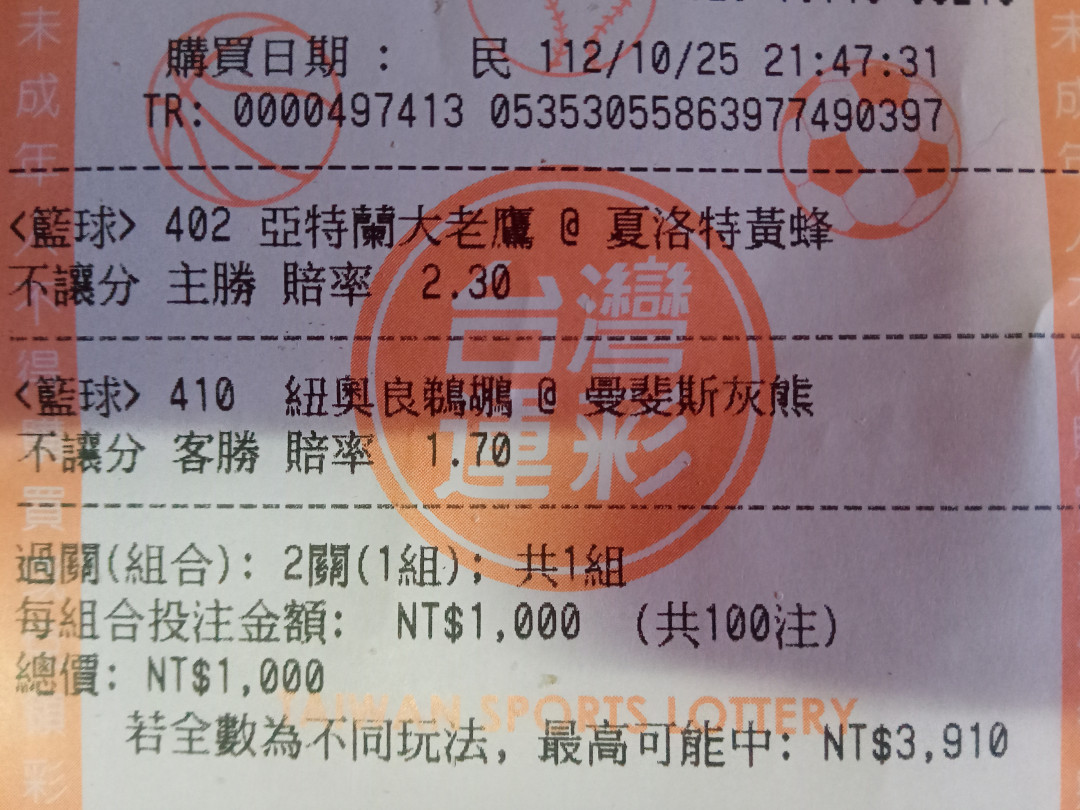 購買日期： 民 112/10/25 21:47:31
TR: 0000497413 053530558639774​90397
<籃球> 402 亞特蘭大老鷹 @ 夏洛特黃蜂
不讓分 主勝 賠率 2.30
<籃球> 410 紐奧良鵜鶘 @ 曼斐斯灰熊
不讓分 客勝 賠率 1.70
台灣
運彩
過關(組合): 2關(1組); 共1組
每組合投注金額: NT$1,000 (共100注)
總價: NT$1,000
TAIWAN SPORTS LOTTERY
若全數為不同玩法, 最高可能中: NT$3,910